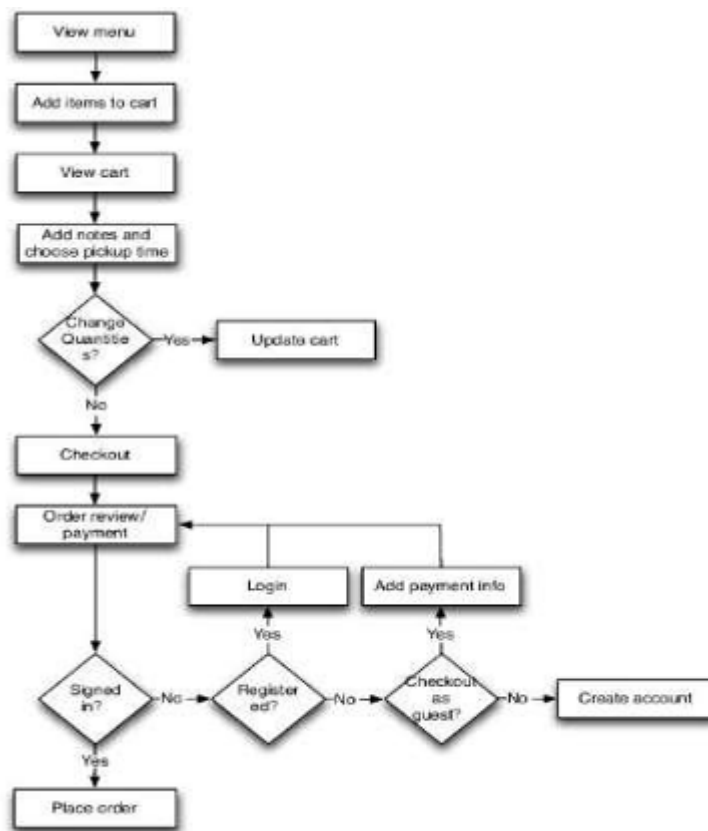 View menu
Add items to cart
View cart
Add notes and
choose pickup time
Change
Quantitie
s?
Yes
Update cart
No
Checkout
Order review/
payment
Login
Add payment info
Yes
Yes
Signed
in?
No
Register
ed?
No
Checkout
as
guest?
No
Create account
Yes
Place order